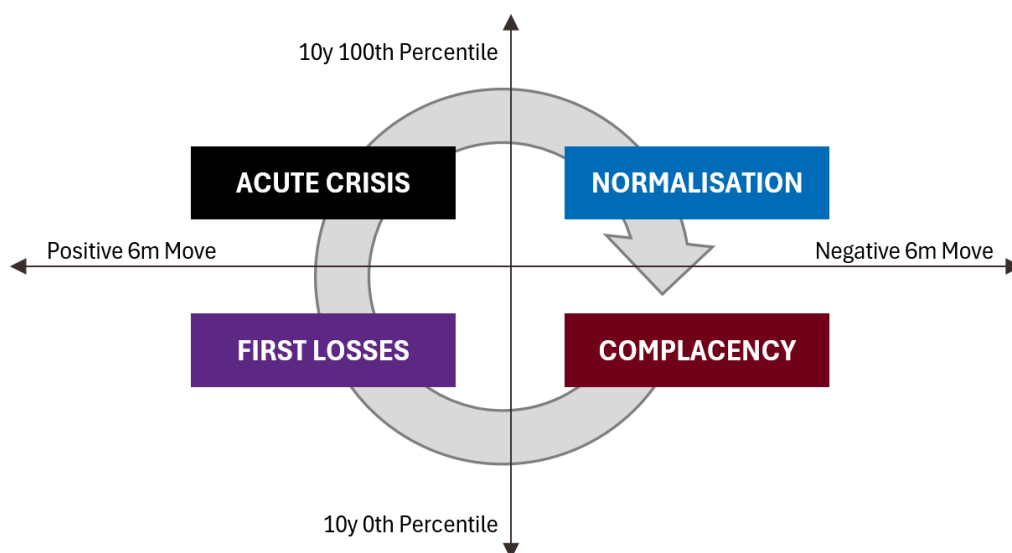 10y 100th Percentile
ACUTE CRISIS
NORMALISATION
Positive 6m Move
Negative 6m Move
FIRST LOSSES
COMPLACENCY
10y 0th Percentile